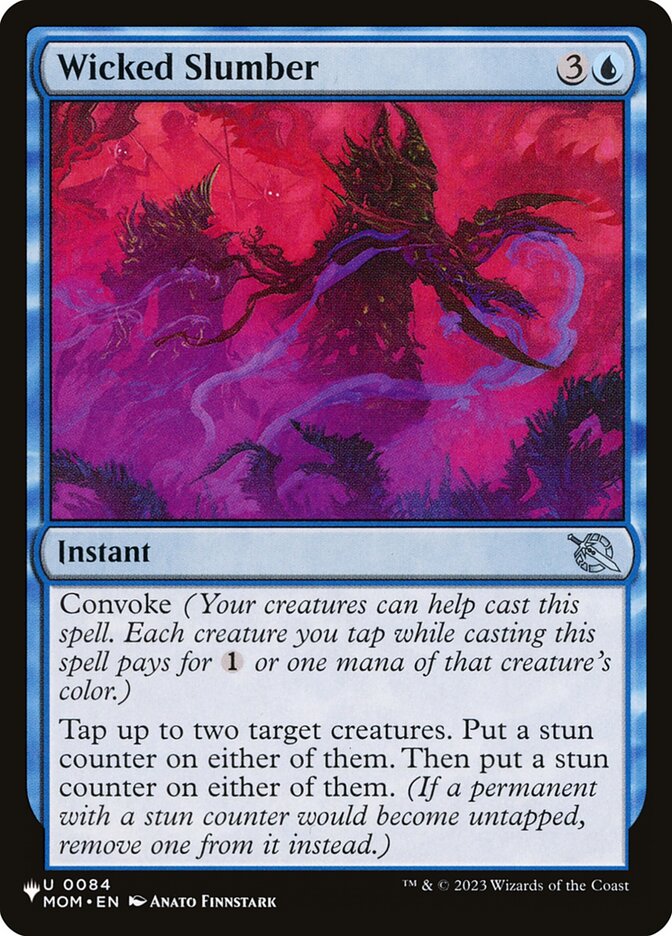 Wicked Slumber 3
Instant
Convoke (Your creatures can help cast this
spell. Each creature you tap while casting this
spell pays for 1 or one mana of that creature's
color.)
Tap up to two target creatures. Put a stun
counter on either of them. Then put a stun
counter on either of them. (If a permanent
with a stun counter would become untapped,
remove one from it instead.)
U 0084
MOM • EN Anato Finnstark
™ & © 2023 Wizards of the Coast